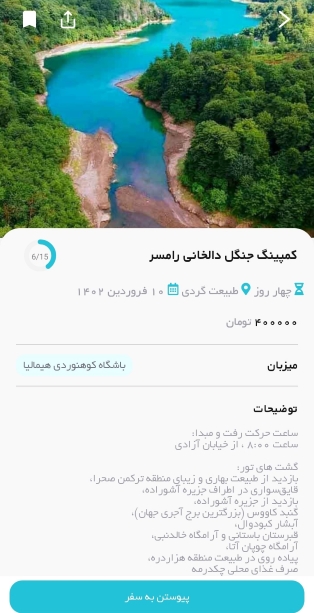 6/15
کمپینگ جنگل دالخانی رامسر
چهار روز طبیعت گردی ۱۰ فروردین ۱۴۰۲
۴۰۰۰۰۰ تومان
میزبان
باشگاه کوهنوردی هیمالیا
توضیحات
ساعت حرکت رفت و مبدا:
ساعت ۸:۰۰ ، از خیابان آزادی
گشت های تور:
بازدید از طبیعت بهاری و زیبای منطقه ترکمن صحرا،
قایق‌سواری در اطراف جزیره آشوراده،
بازدید از جزیره آشوراده،
گنبد کاووس (بزرگترین برج آجری جهان)،
آبشار کبودوال،
قبرستان باستانی و آرامگاه خالدنبی،
آرامگاه چوپان آتا،
پیاده روی در طبیعت منطقه هزاردره،
صرف غذای محلی چکدرمه
پیوستن به سفر